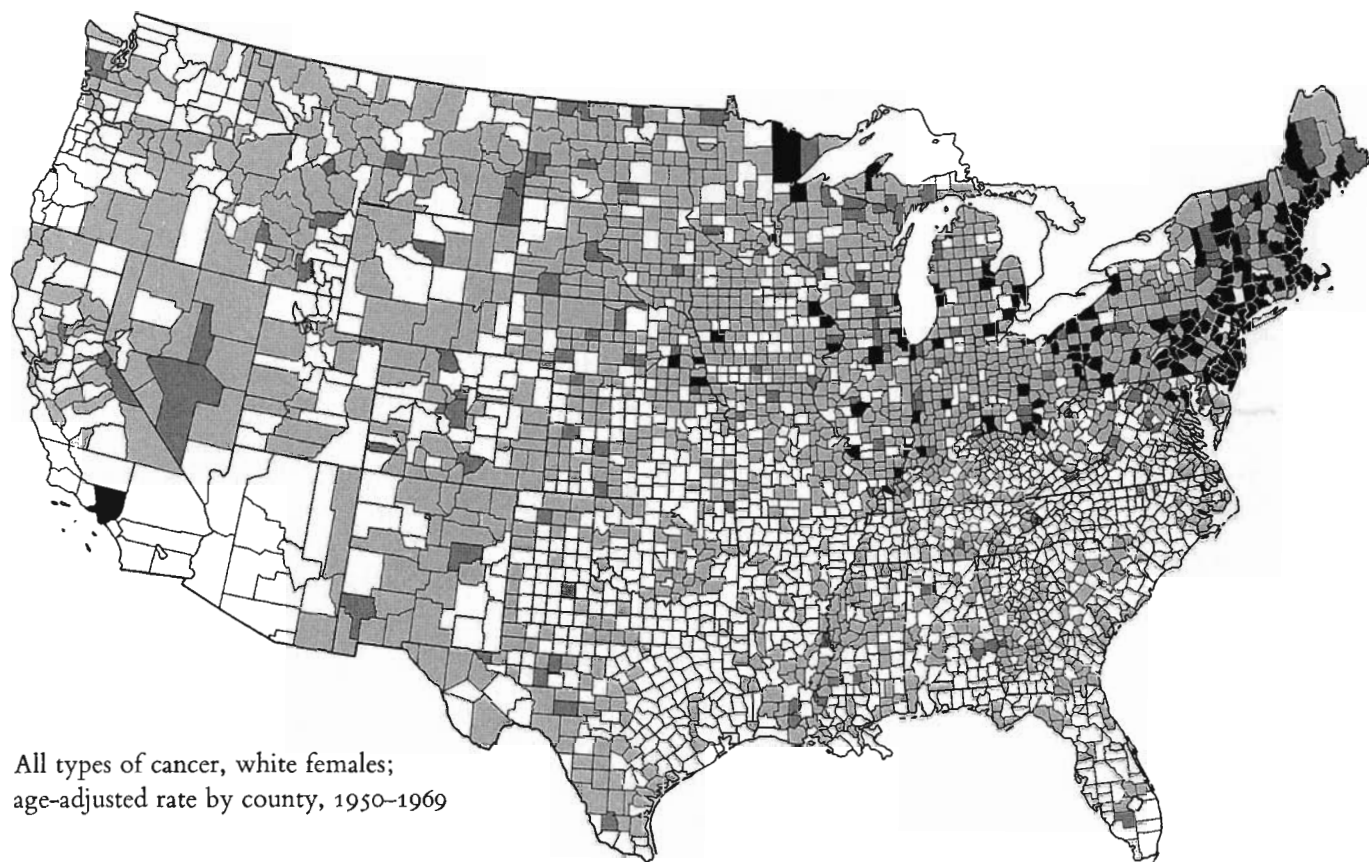 All types of cancer, white females;
age-adjusted rate by county, 1950–1969